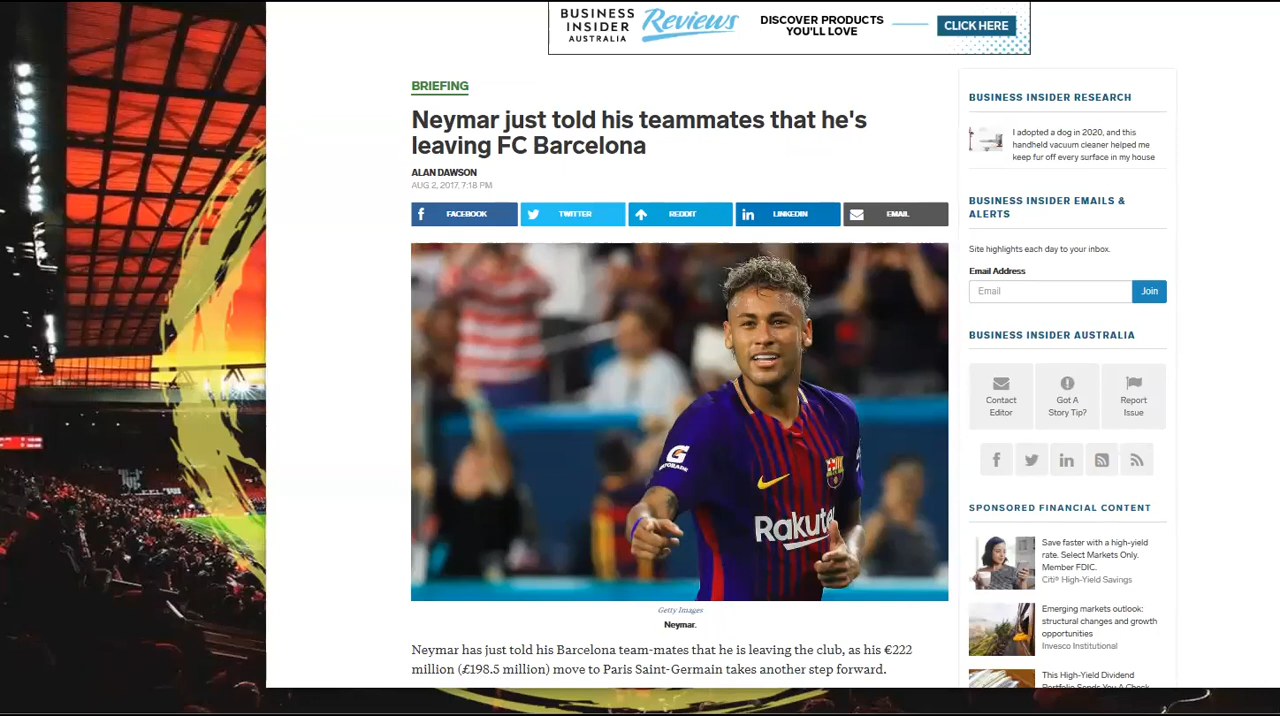 BUSINESS
INSIDER
AUSTRALIA
Reviews
DISCOVER PRODUCTS
YOU'LL LOVE
CLICK HERE
BRIEFING
Neymar just told his teammates that he's
leaving FC Barcelona
ALAN DAWSON
AUG 2, 2017, 7:18 PM
FACEBOOK
TWITTER
REDDIT
LINKEDIN
EMAIL
G
GATORADE
Rakute
Getty Images
Neymar.
Neymar has just told his Barcelona team-mates that he is leaving the club, as his €222
million (£198.5 million) move to Paris Saint-Germain takes another step forward.
BUSINESS INSIDER RESEARCH
I adopted a dog in 2020, and this
handheld vacuum cleaner helped me
keep fur off every surface in my house
BUSINESS INSIDER EMAILS &
ALERTS
Site highlights each day to your inbox.
Email Address
Email
Join
BUSINESS INSIDER AUSTRALIA
Contact
Editor
Got A
Story Tip?
Report
Issue
SPONSORED FINANCIAL CONTENT
Save faster with a high-yield
rate. Select Markets Only.
Member FDIC.
Citi® High-Yield Savings
Emerging markets outlook:
structural changes and growth
opportunities
Invesco Institutional
This High-Yield Dividend
Portfolio Sends You A Check